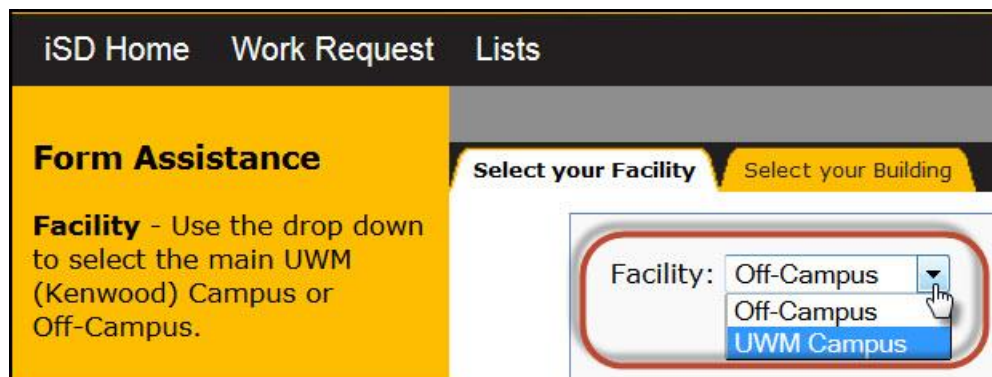 iSD Home Work Request Lists
Form Assistance
Facility - Use the drop down
to select the main UWM
(Kenwood) Campus or
Off-Campus.
Select your Facility Select your Building
Facility: Off-Campus
Off-Campus
UWM Campus